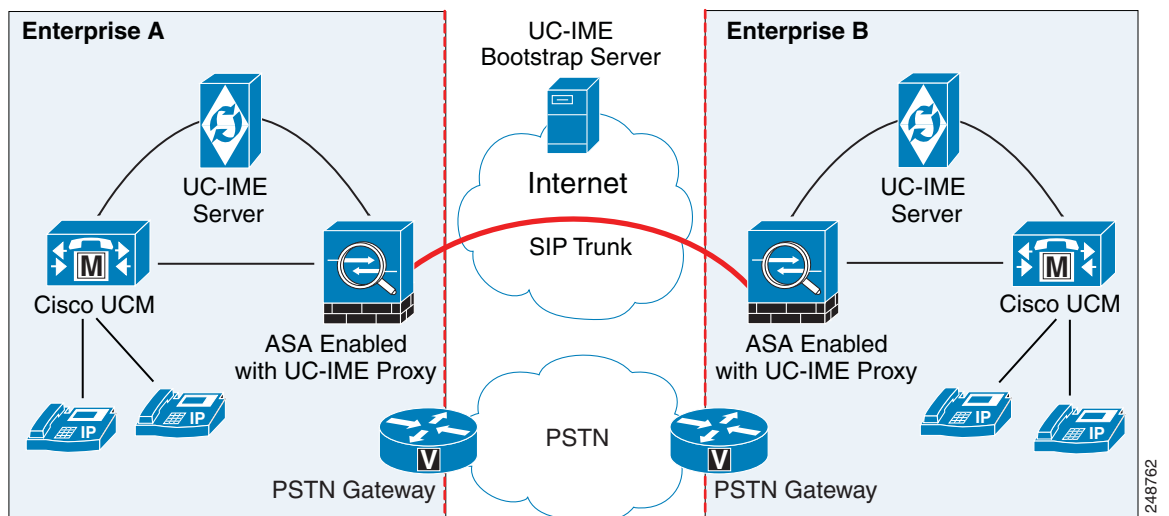 Enterprise A
UC-IME
Bootstrap Server
Enterprise B
UC-IME
Server
Internet
UC-IME
Server
SIP Trunk
M
Cisco UCM
M
Cisco UCM
ASA Enabled
with UC-IME Proxy
ASA Enabled
with UC-IME Proxy
IP
IP
IP
IP
V
PSTN Gateway
PSTN
V
PSTN Gateway
248762